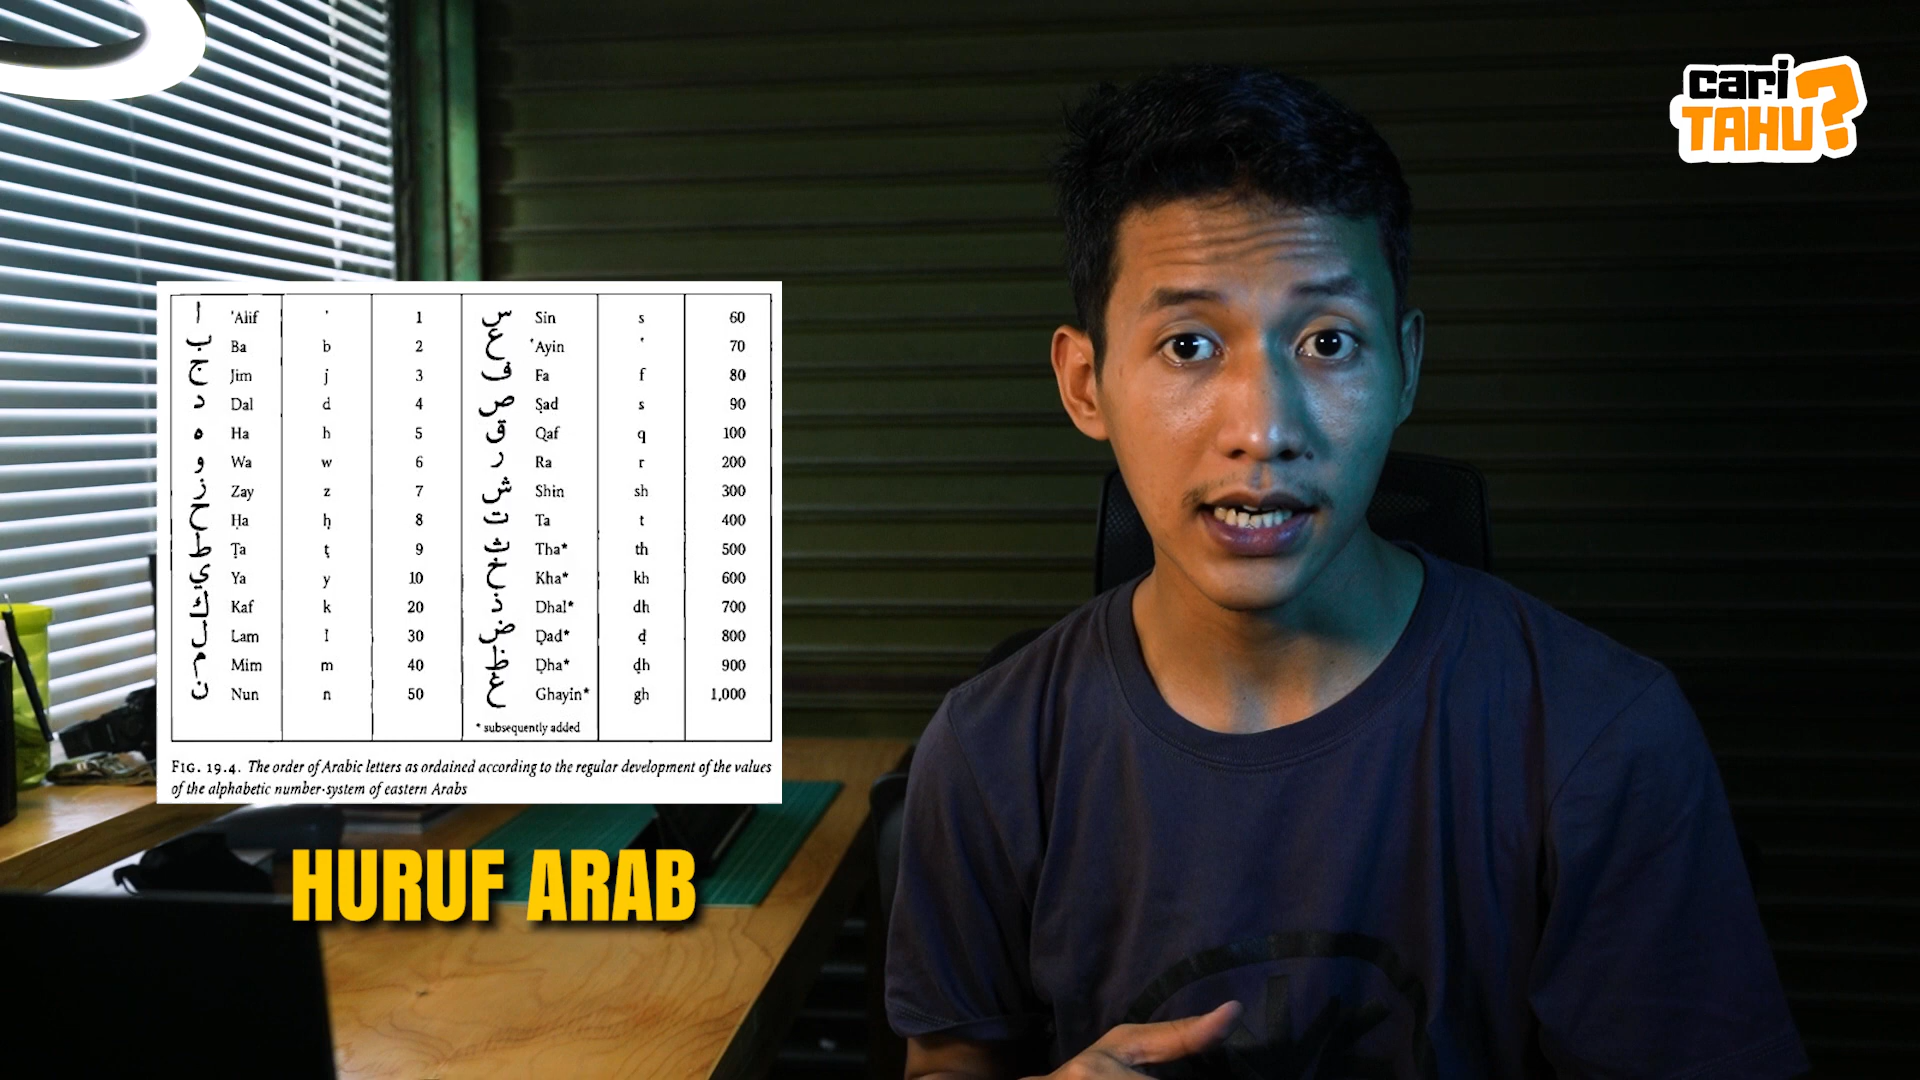 cari
TAHU?
ا 'Alif ' 1 س Sin s 60
ب Ba b 2 ع 'Ayin ' 70
ج Jim j 3 ف Fa f 80
د Dal d 4 ص Ṣad s 90
ه Ha h 5 ق Qaf q 100
و Wa w 6 ر Ra r 200
ز Zay z 7 ش Shin sh 300
ح Ḥa ḥ 8 ت Ta t 400
ط Ṭa ṭ 9 ث Tha* th 500
ي Ya y 10 خ Kha* kh 600
ك Kaf k 20 ذ Dhal* dh 700
ل Lam l 30 ض Ḍad* ḍ 800
م Mim m 40 ظ Ḍha* ḍh 900
ن Nun n 50 غ Ghayin* gh 1,000
* subsequently added
FIG. 19.4. The order of Arabic letters as ordained according to the regular development of the values
of the alphabetic number-system of eastern Arabs
HURUF ARAB